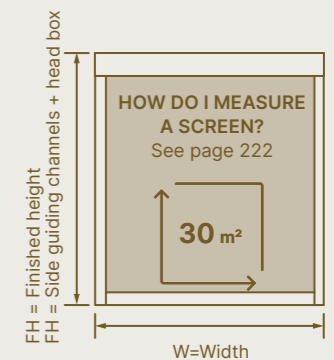 FH = Finished height
FH = Side guiding channels + head box
HOW DO I MEASURE
A SCREEN?
See page 222
30 m²
W=Width